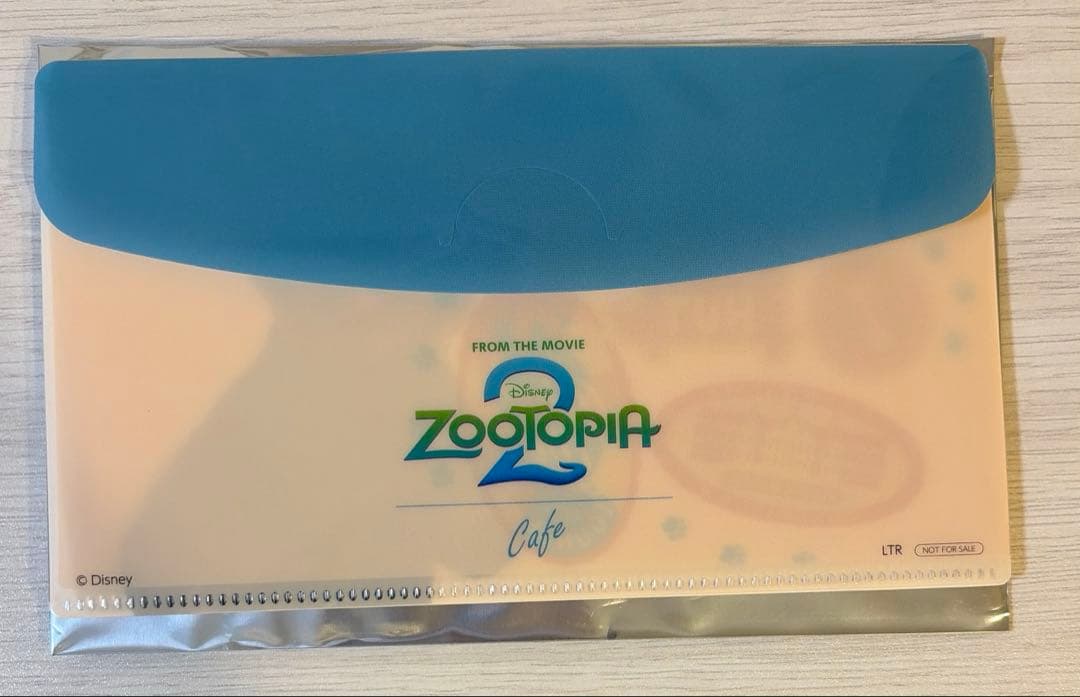 FROM THE MOVIE
Disney
ZOOTOPIA
2
Cafe
LTR NOT FOR SALE
© Disney